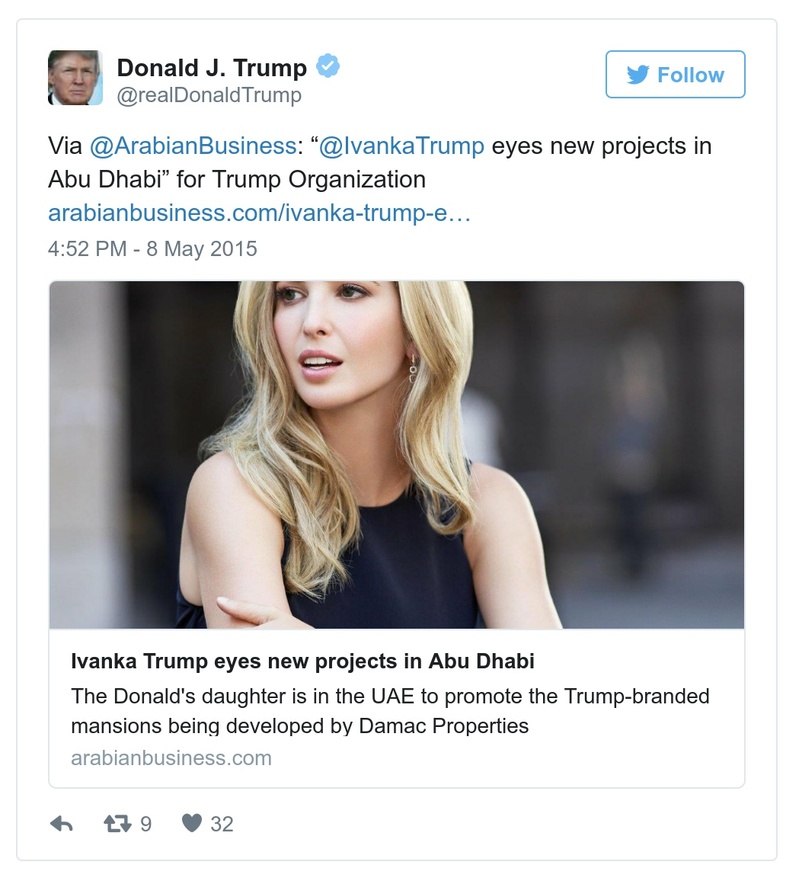 Donald J. Trump
@realDonaldTrump
Follow
Via @ArabianBusiness: “@IvankaTrump eyes new projects in
Abu Dhabi” for Trump Organization
arabianbusiness.com/ivanka-trump-e…
4:52 PM - 8 May 2015
Ivanka Trump eyes new projects in Abu Dhabi
The Donald's daughter is in the UAE to promote the Trump-branded
mansions being developed by Damac Properties
arabianbusiness.com
9
32